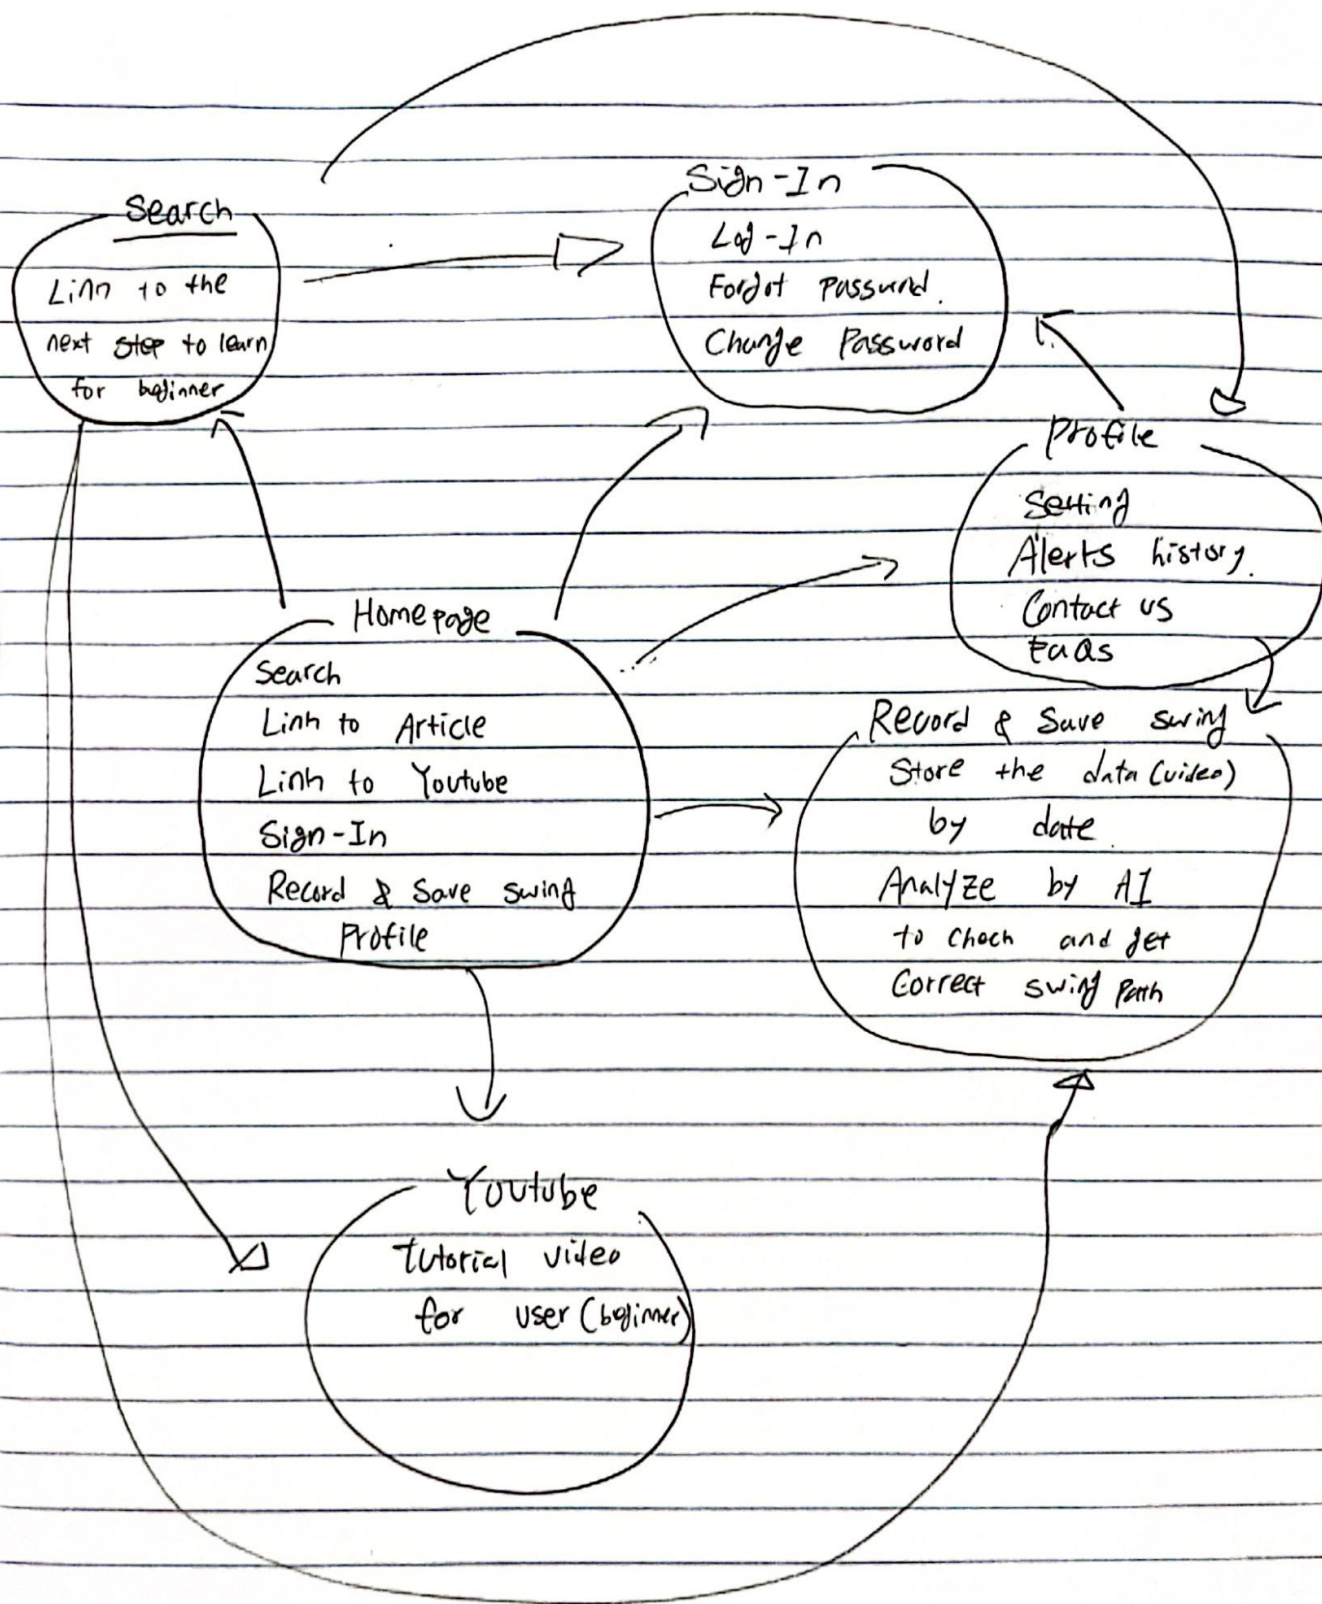 Search
Link to the
next step to learn
for beginner
Sign-In
Log-In
Forgot Password.
Change Password
Profile
Setting
Alerts history.
Contact us
FaQs
Homepage
Search
Link to Article
Link to Youtube
Sign-In
Record & Save swing
Profile
Record & Save swing
Store the data (video)
by date
Analyze by AI
to check and get
Correct swing Path
Youtube
tutorial video
for user (beginner)